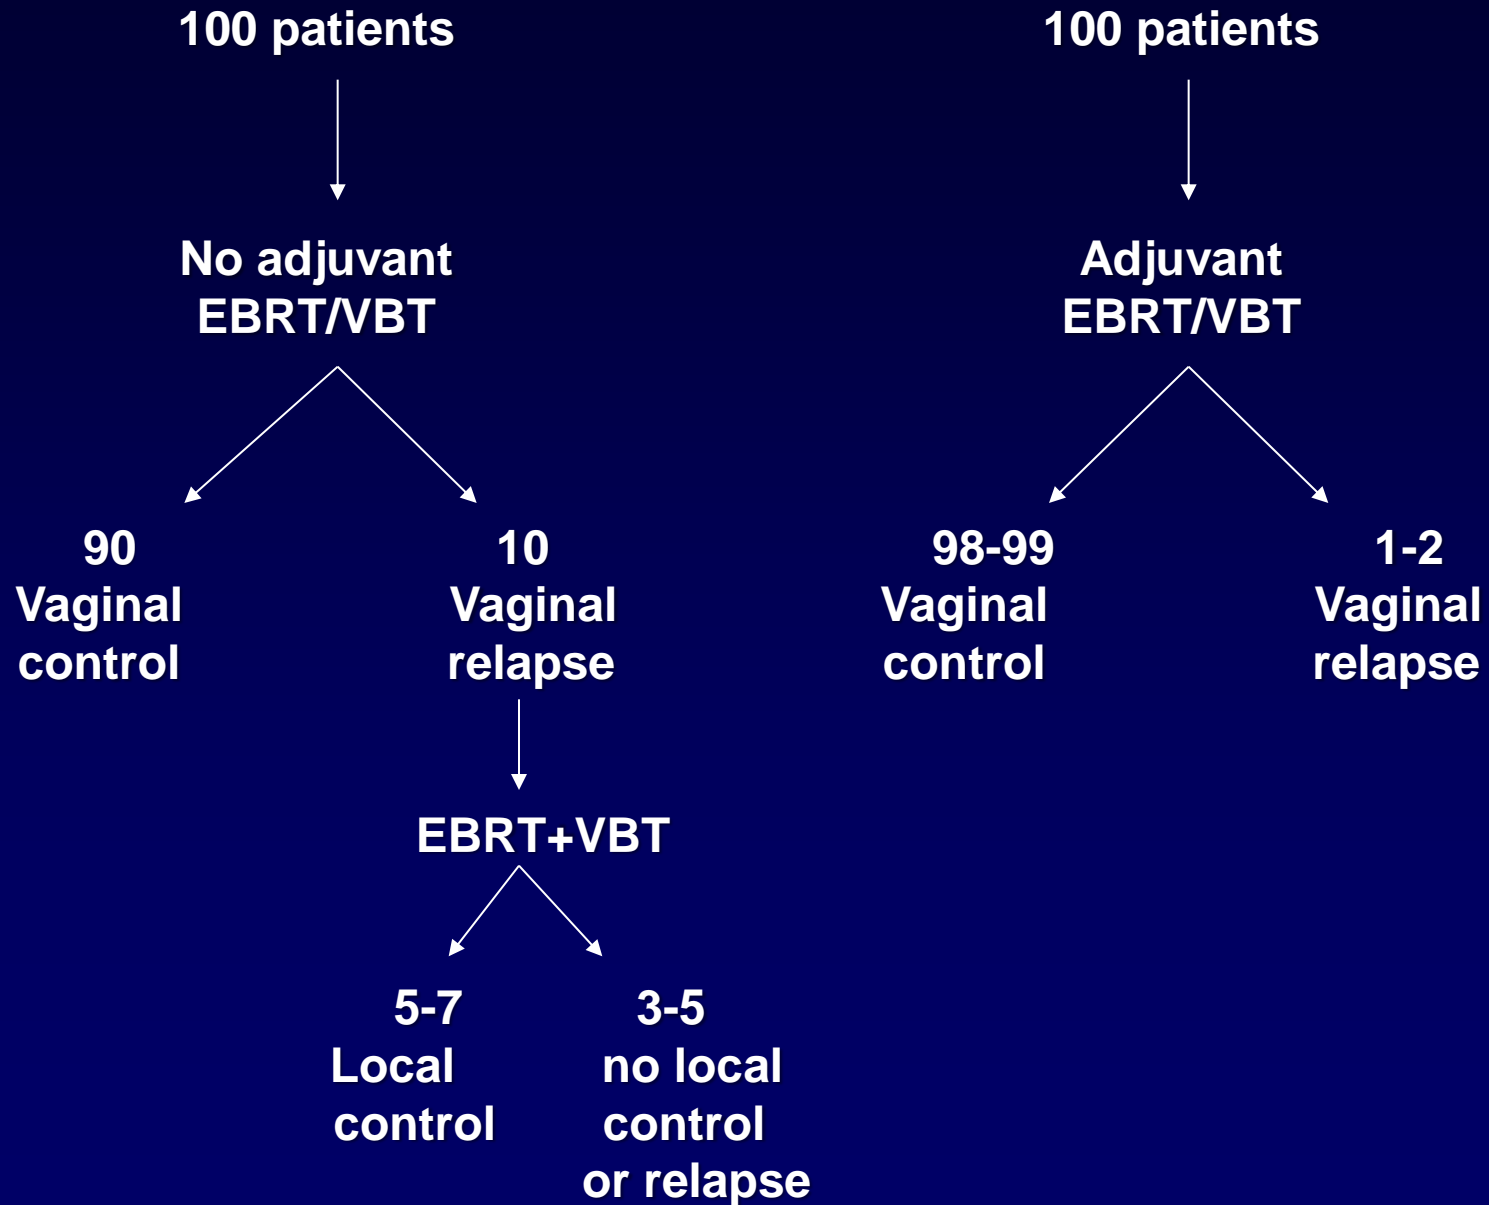 100 patients
No adjuvant
EBRT/VBT
90
Vaginal
control
10
Vaginal
relapse
EBRT+VBT
5-7
Local
control
3-5
no local
control
or relapse
100 patients
Adjuvant
EBRT/VBT
98-99
Vaginal
control
1-2
Vaginal
relapse